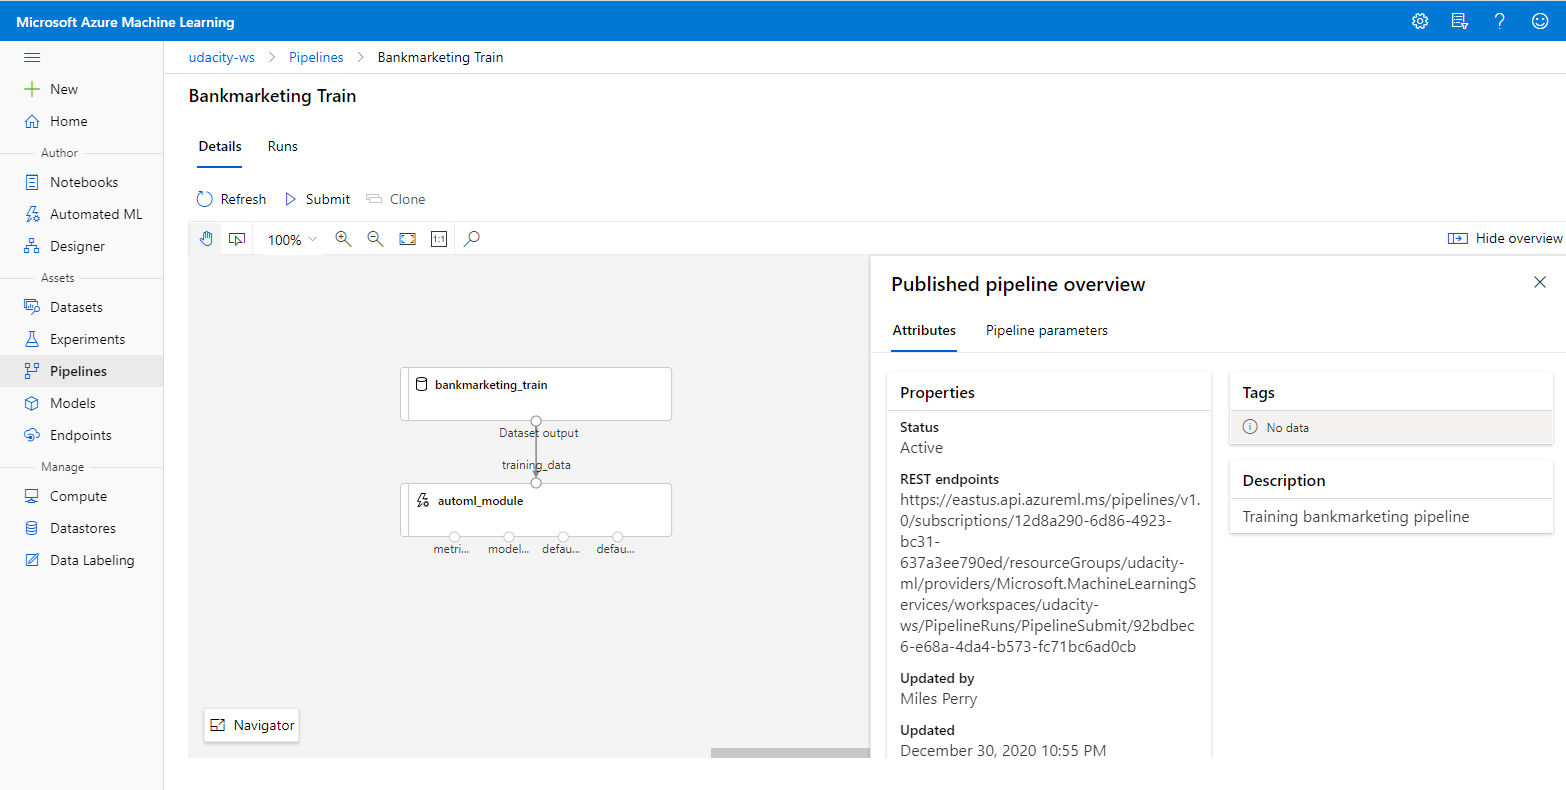 Microsoft Azure Machine Learning
udacity-ws > Pipelines > Bankmarketing Train
New
Home
Author
Notebooks
Automated ML
Designer
Assets
Datasets
Experiments
Pipelines
Models
Endpoints
Manage
Compute
Datastores
Data Labeling
Bankmarketing Train
Details Runs
Refresh Submit Clone
100% 1:1 Hide overview
bankmarketing_train
Dataset output
training_data
automl_module
metri... model... defau... defau...
Navigator
Published pipeline overview
Attributes Pipeline parameters
Properties
Status
Active
REST endpoints
https://eastus.api.azureml.ms/pipelines/v1.
0/subscriptions/12d8a290-6d86-4923-
bc31-
637a3ee790ed/resourceGroups/udacity-
ml/providers/Microsoft.MachineLearningS
ervices/workspaces/udacity-
ws/PipelineRuns/PipelineSubmit/92bdbec
6-e68a-4da4-b573-fc71bc6ad0cb
Updated by
Miles Perry
Updated
December 30, 2020 10:55 PM
Tags
No data
Description
Training bankmarketing pipeline